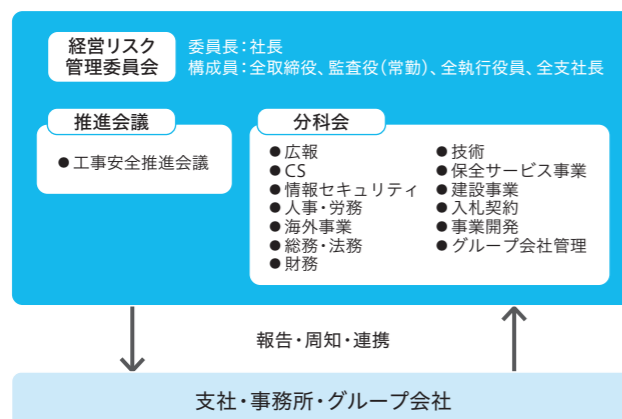 経営リスク
管理委員会
委員長：社長
構成員：全取締役、監査役（常勤）、全執行役員、全支社長
推進会議
●工事安全推進会議
分科会
●広報
●CS
●情報セキュリティ
●人事・労務
●海外事業
●総務・法務
●財務
●技術
●保全サービス事業
●建設事業
●入札契約
●事業開発
●グループ会社管理
報告・周知・連携
支社・事務所・グループ会社